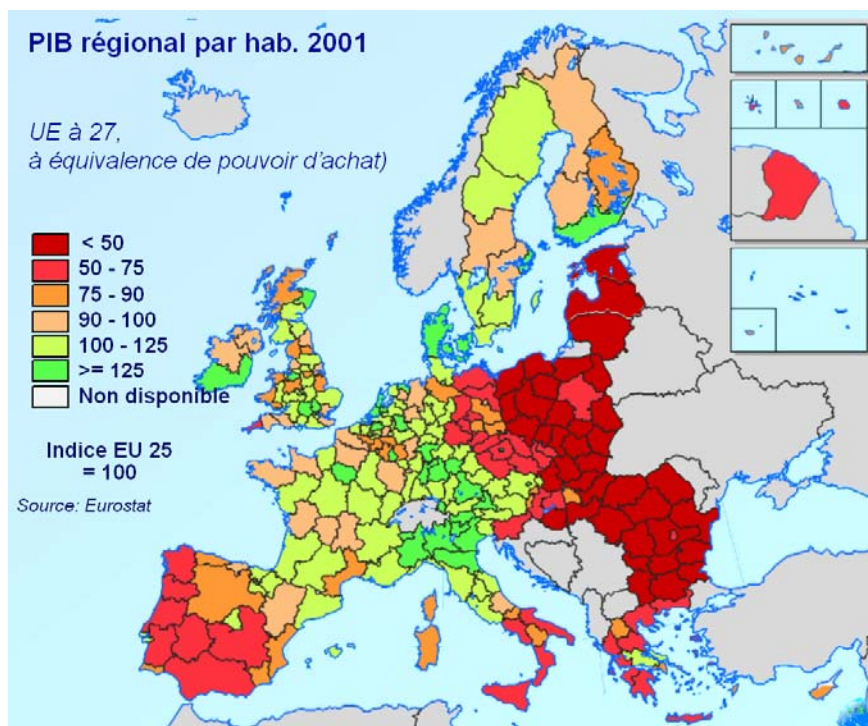 PIB régional par hab. 2001
UE à 27,
à équivalence de pouvoir d'achat)
< 50
50 - 75
75 - 90
90 - 100
100 - 125
>= 125
Non disponible
Indice EU 25
= 100
Source: Eurostat